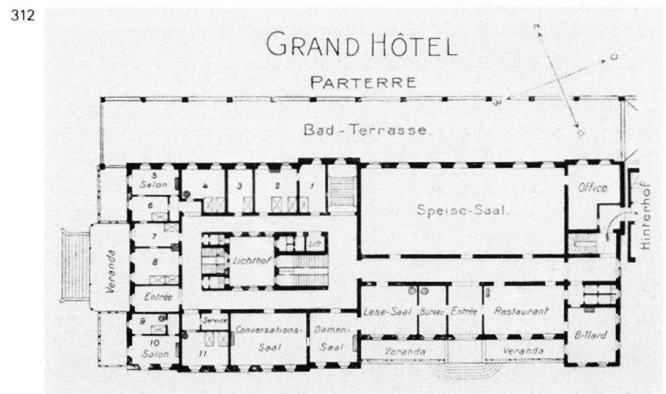 312
GRAND HÔTEL
PARTERRE
Bad-Terrasse.
5
Salon
4
3
2
1
Speise-Saal.
Office
Hinterhof
6
7
8
Veranda.
Lichthof
Lift
Entrée
9
10
Salon
Service
11
Conversations-
Saal
Damen-
Saal
Lese-Saal
Bureau
Entrée
Restaurant
Billard
Veranda
Veranda